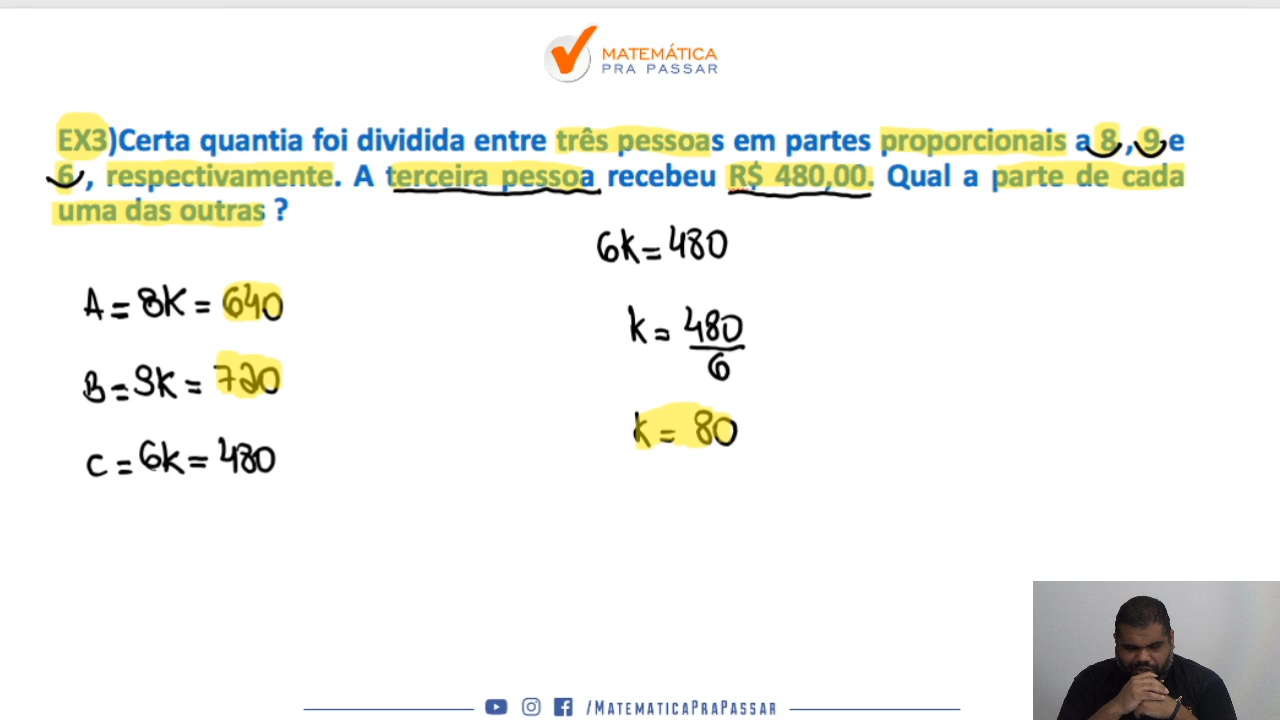 MATEMÁTICA
PRA PASSAR
EX3)Certa quantia foi dividida entre três pessoas em partes proporcionais a 8 , 9 e
6 , respectivamente. A terceira pessoa recebeu R$ 480,00. Qual a parte de cada
uma das outras ?
6K=480
A = 8K = 640
k = 480
6
B = 9K = 720
k = 80
C = 6K = 480
/MATEMATICAPRAPASSAR